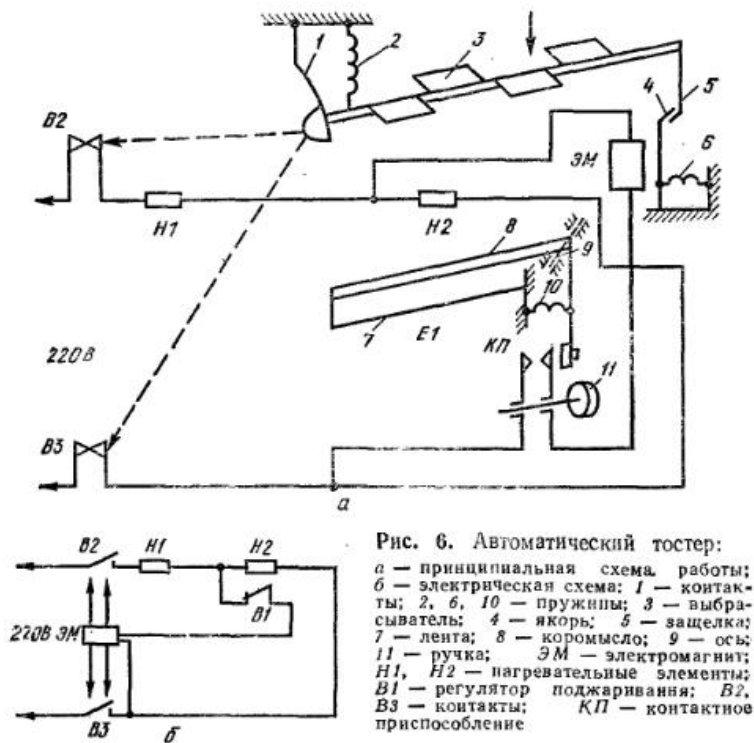 1
2
3
4
5
6
В2
Н1
Н2
ЭМ
8
9
10
7
Е1
КП
11
220В
В3
а
В2
Н1
Н2
В1
220В ЭМ
В3
б
Рис. 6. Автоматический тостер:
а — принципиальная схема работы;
б — электрическая схема; 1 — контак-
ты; 2, 6, 10 — пружины; 3 — выбра-
сыватель; 4 — якорь; 5 — защелка;
7 — лента; 8 — коромысло; 9 — ось;
11 — ручка; ЭМ — электромагнит;
Н1, Н2 — нагревательные элементы;
В1 — регулятор поджаривания; В2,
В3 — контакты; КП — контактное
приспособление